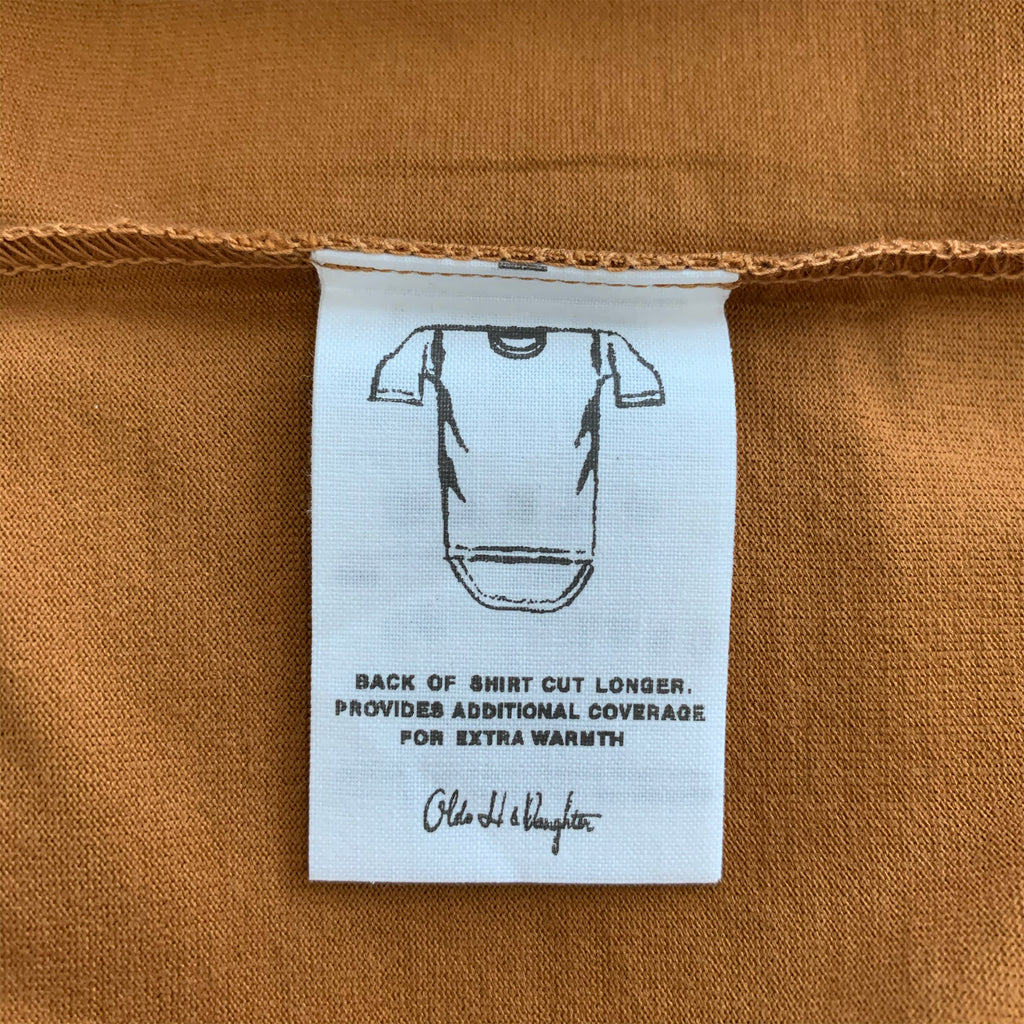 BACK OF SHIRT CUT LONGER.
PROVIDES ADDITIONAL COVERAGE
FOR EXTRA WARMTH
Olde H & Daughter